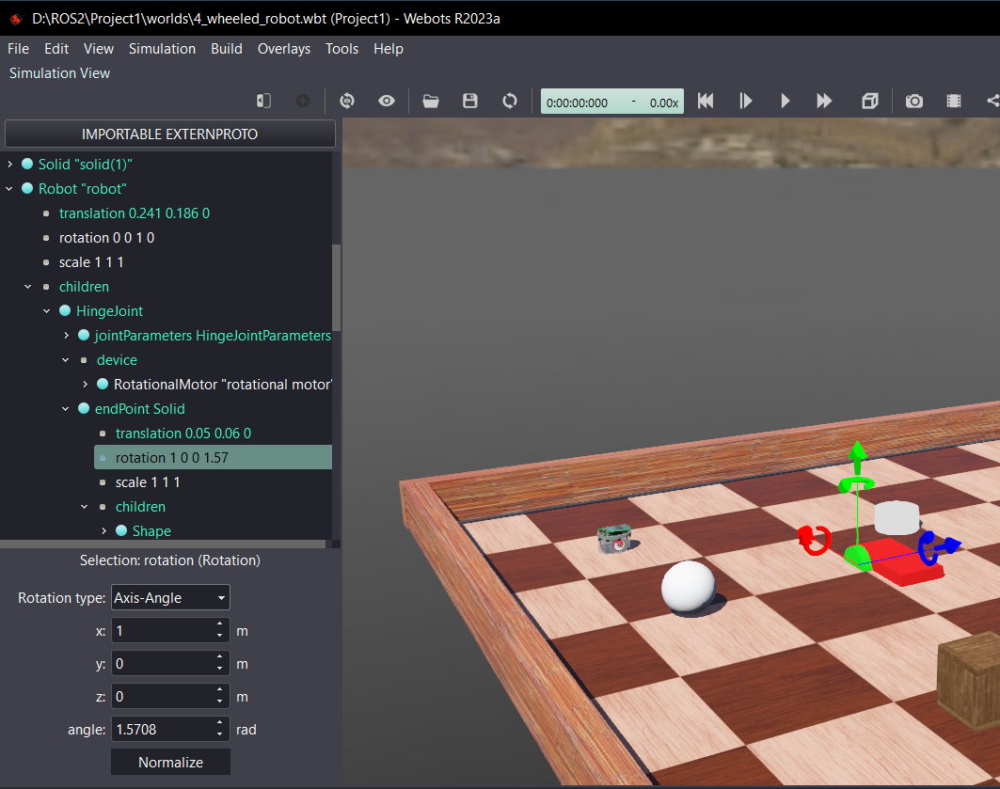 D:\ROS2\Project1\worlds\4_wheeled_robot.wbt (Project1) - Webots R2023a
File Edit View Simulation Build Overlays Tools Help
Simulation View
0:00:00:000 - 0.00x
IMPORTABLE EXTERNPROTO
Solid "solid(1)"
Robot "robot"
translation 0.241 0.186 0
rotation 0 0 1 0
scale 1 1 1
children
HingeJoint
jointParameters HingeJointParameters
device
RotationalMotor "rotational motor"
endPoint Solid
translation 0.05 0.06 0
rotation 1 0 0 1.57
scale 1 1 1
children
Shape
Selection: rotation (Rotation)
Rotation type: Axis-Angle
x: 1 m
y: 0 m
z: 0 m
angle: 1.5708 rad
Normalize